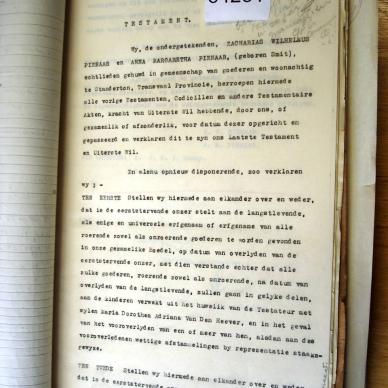 TESTAMENT.
Wy, de ondergetekenden, ZACHARIAS WILHELMUS
PIENAAR en ANNA MARGARETHA PIENAAR, (geboren Smit),
echtlieden gehuwd in gemeenschap van goederen en woonachtig
te Standerton, Transvaal Provincie, herroepen hiermede
alle vorige Testamenten, Codicillen en andere Testamentaire
Akten, kracht van Uiterste Wil hebbende, door ons, of
gezamelik of afzonderlik, voor datum dezer opgericht en
gepasseerd en verklaren dit te zyn ons Laatste Testament
en Uiterste Wil.
En alsnu opnieuw disponerende, zoo verklaren
wy :-
TEN EERSTE Stellen wy hiermede aan elkander over en weder,
dat is de eerststervende onzer stelt aan de langstlevende,
als enige en universele erfgenaam of erfgename van alle
roerende zowel als onroerende goederen te worden gevonden
in onze gezamelike Boedel, op datum van overlyden van de
eerststervende onzer, met dien verstande echter dat alle
zulke goederen, roerende zowel als onroerende, na datum van
overlyden van de langstlevende, zullen gaan in gelyke delen,
aan de kinderen verwekt uit het huwelik van de Testateur met
wylen Maria Dorothea Adriana Van Den Heever, en in het geval
van het vooroverlyden van een of meer van hen, alsdan aan des
vooroverledenes wettige afstammelingen by representatie staaks-
gewyze.
TEN TWEDE Stellen wy hiermede aan elkander over en weder
dat is de eerststervende